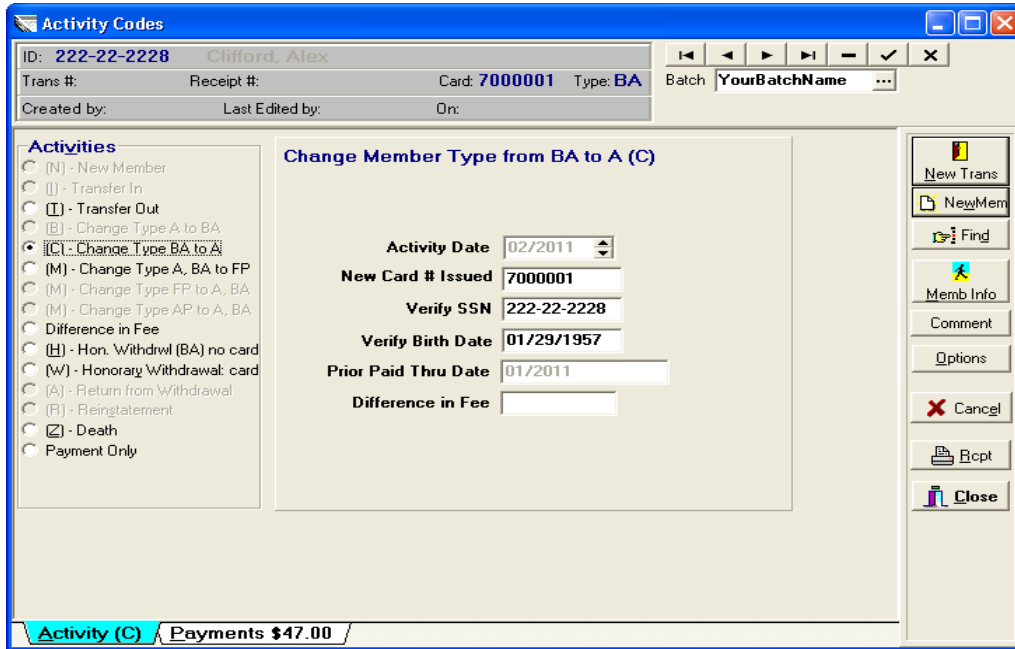 Activity Codes
ID: 222-22-2228 Clifford, Alex
Trans #: Receipt #: Card: 7000001 Type: BA
Batch YourBatchName ...
Created by: Last Edited by: On:
Activities
(N) - New Member
(I) - Transfer In
(T) - Transfer Out
(B) - Change Type A to BA
(C) - Change Type BA to A
(M) - Change Type A, BA to FP
(M) - Change Type FP to A, BA
(M) - Change Type AP to A, BA
Difference in Fee
(H) - Hon. Withdrwl (BA) no card
(W) - Honorary Withdrawal: card
(A) - Return from Withdrawal
(R) - Reinstatement
(Z) - Death
Payment Only
Change Member Type from BA to A (C)
Activity Date 02/2011
New Card # Issued 7000001
Verify SSN 222-22-2228
Verify Birth Date 01/29/1957
Prior Paid Thru Date 01/2011
Difference in Fee
New Trans
NewMem
Find
Memb Info
Comment
Options
Cancel
Rcpt
Close
Activity (C) Payments $47.00